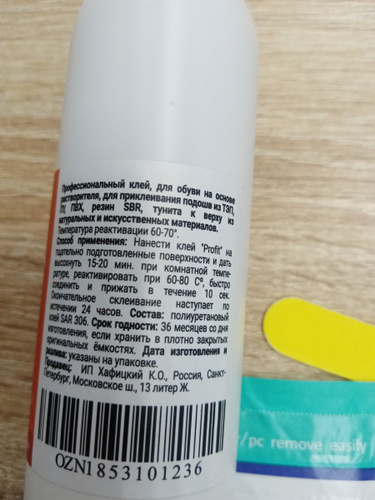 Профессиональный клей, для обуви на основе
растворителя, для приклеивания подошв из ТЭП,
ПУ, ПВХ, резин SBR, тунита к верху из
натуральных и искусственных материалов.
Температура реактивации 60-70°.
Способ применения: Нанести клей "Profit" на
тщательно подготовленные поверхности и дать
высохнуть 15-20 мин. при комнатной темпе-
ратуре, реактивировать при 60-80 С°, быстро
соединить и прижать в течение 10 сек.
Окончательное склеивание наступает по
истечении 24 часов. Состав: полиуретановый
клей SAR 306. Срок годности: 36 месяцев со дня
изготовления, если хранить в плотно закрытых
оригинальных ёмкостях. Дата изготовления и
розлива: указаны на упаковке.
Продавец: ИП Хафицкий К.О., Россия, Санкт-
Петербург, Московское ш., 13 литер Ж.
OZN1853101236
/pc remove easily